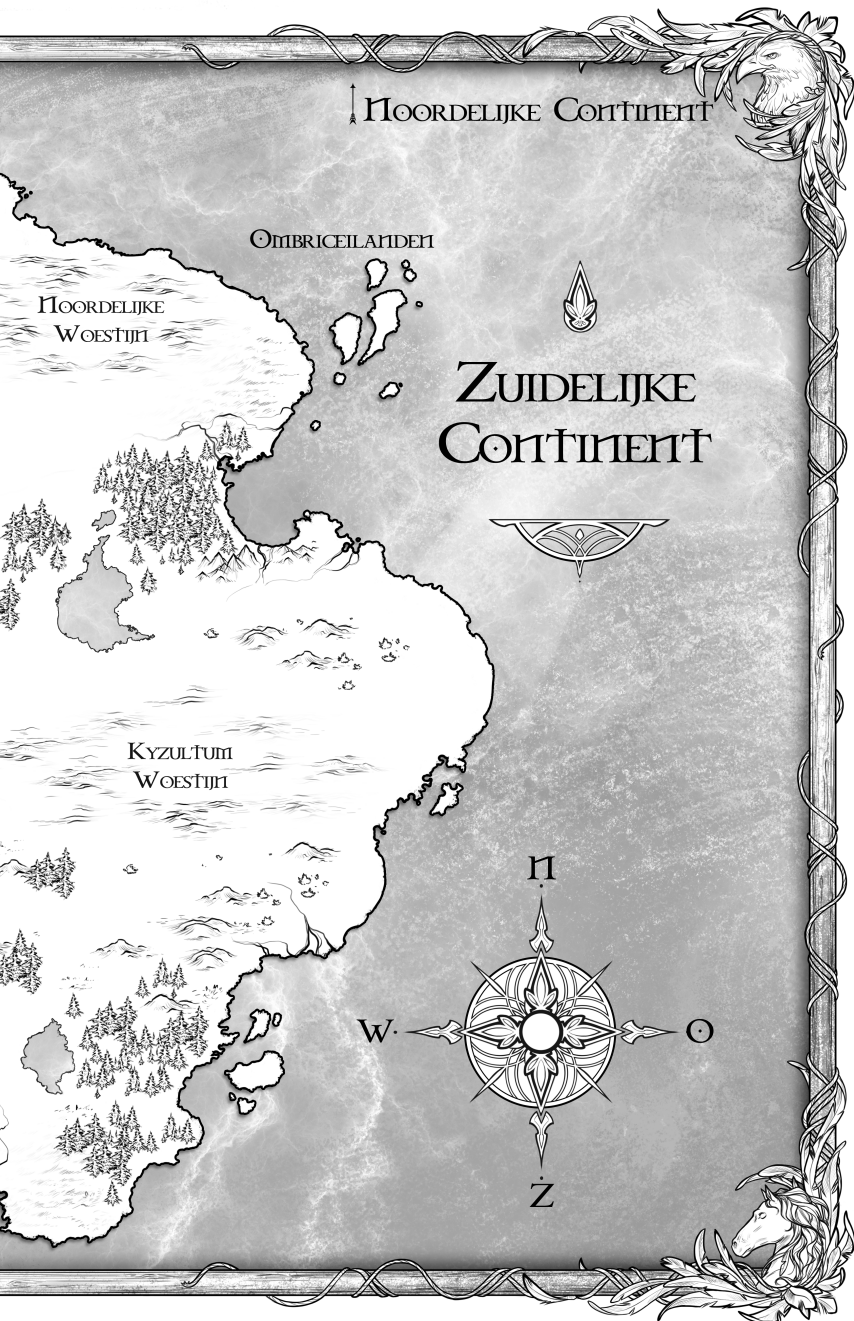 Noordelijke Continent
Ombriceilanden
Noordelijke
Woestijn
Zuidelijke
Continent
Kyzultum
Woestijn
N
W
O
Z